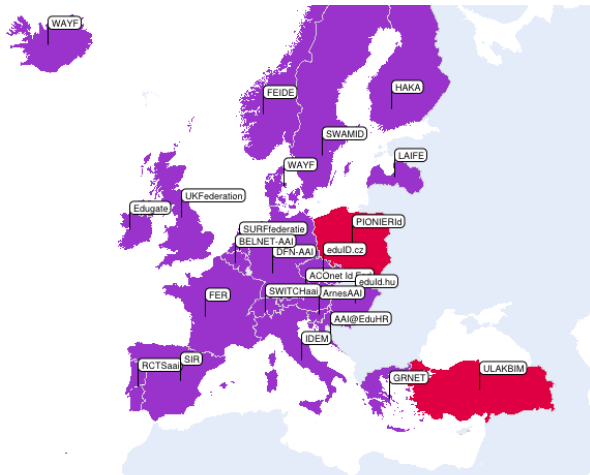 WAYF
HAKA
FEIDE
SWAMID
LAIFE
WAYF
UKFederation
Edugate
PIONIERId
SURFfederatie
BELNET-AAI
eduID.cz
DFN-AAI
ACOnet Id
eduId.hu
SWITCHaai
ArnesAAI
FER
AAI@EduHR
IDEM
SIR
RCTSaai
ULAKBIM
GRNET